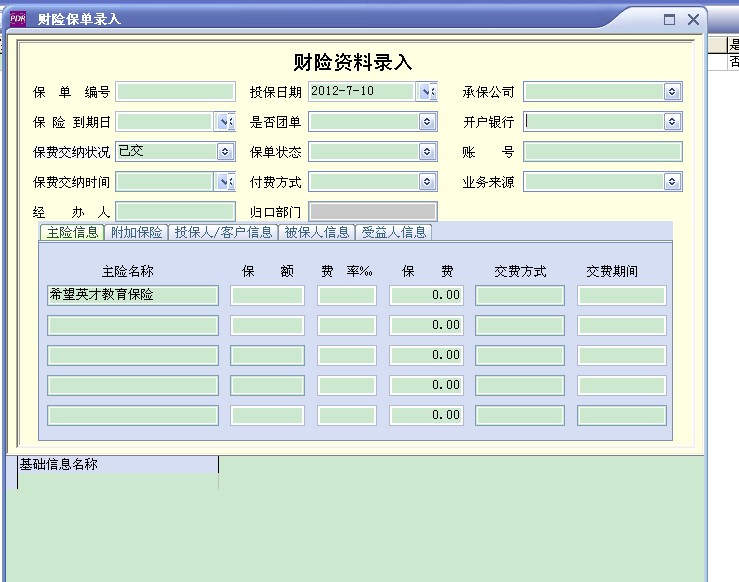 PDR 财险保单录入
是
否
财险资料录入
保 单 编号 投保日期 2012-7-10 承保公司
保 险 到期日 是否团单 开户银行
保费交纳状况 已交 保单状态 账 号
保费交纳时间 付费方式 业务来源
经 办 人 归口部门
主险信息 附加保险 投保人/客户信息 被保人信息 受益人信息
主险名称 保 额 费 率‰ 保 费 交费方式 交费期间
希望英才教育保险 0.00
0.00
0.00
0.00
0.00
基础信息名称